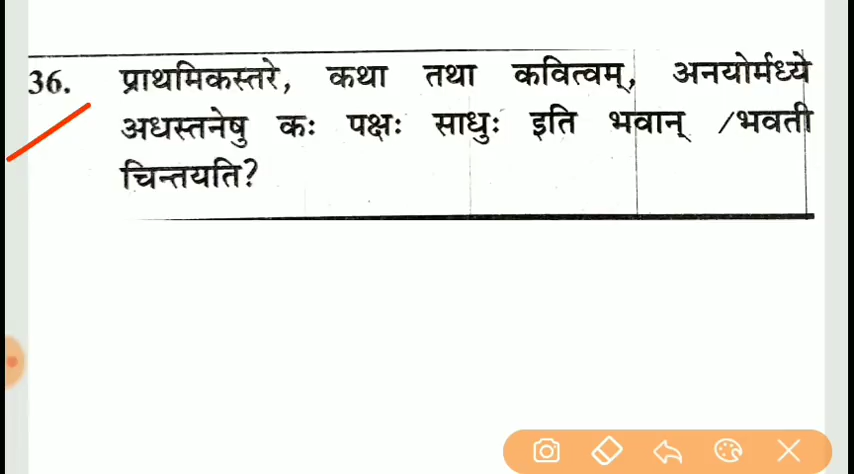 36. प्राथमिकस्तरे, कथा तथा कवित्वम्, अनयोर्मध्ये
अधस्तनेषु कः पक्षः साधुः इति भवान् /भवती
चिन्तयति?